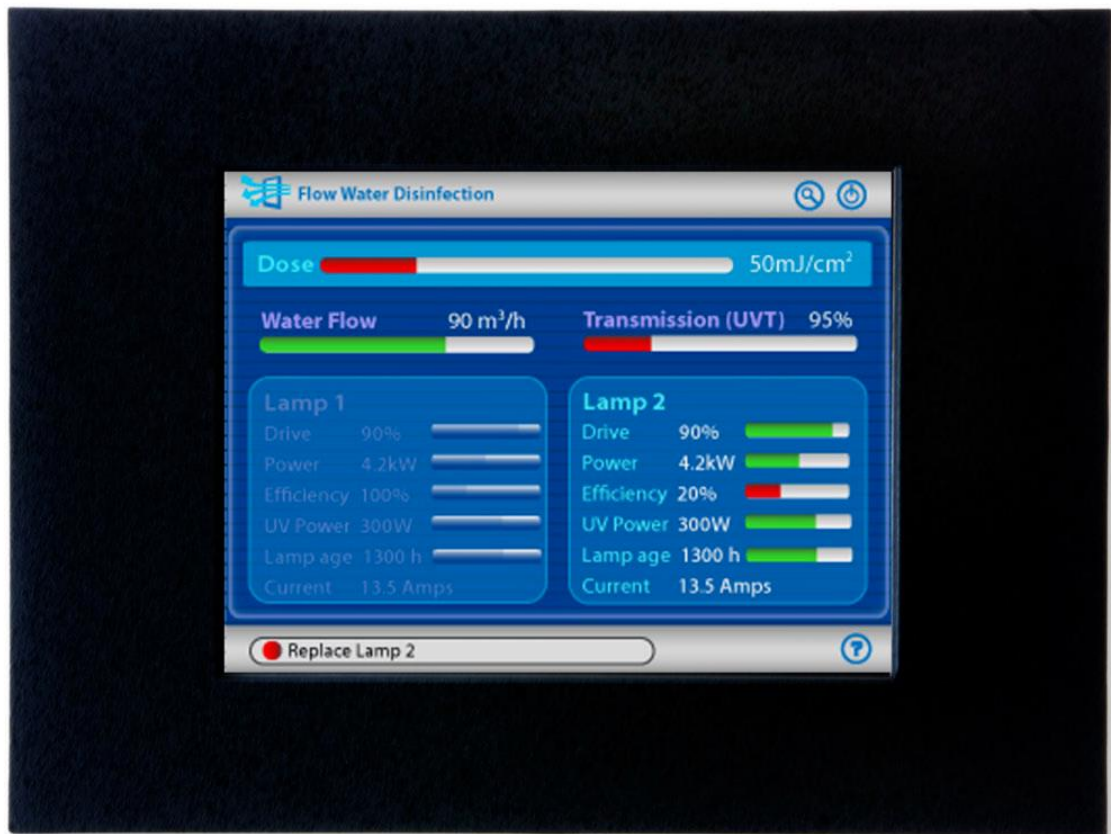 Flow Water Disinfection
Dose 50mJ/cm²
Water Flow 90 m³/h
Transmission (UVT) 95%
Lamp 1
Drive 90%
Power 4.2kW
Efficiency 100%
UV Power 300W
Lamp age 1300 h
Current 13.5 Amps
Lamp 2
Drive 90%
Power 4.2kW
Efficiency 20%
UV Power 300W
Lamp age 1300 h
Current 13.5 Amps
Replace Lamp 2
?